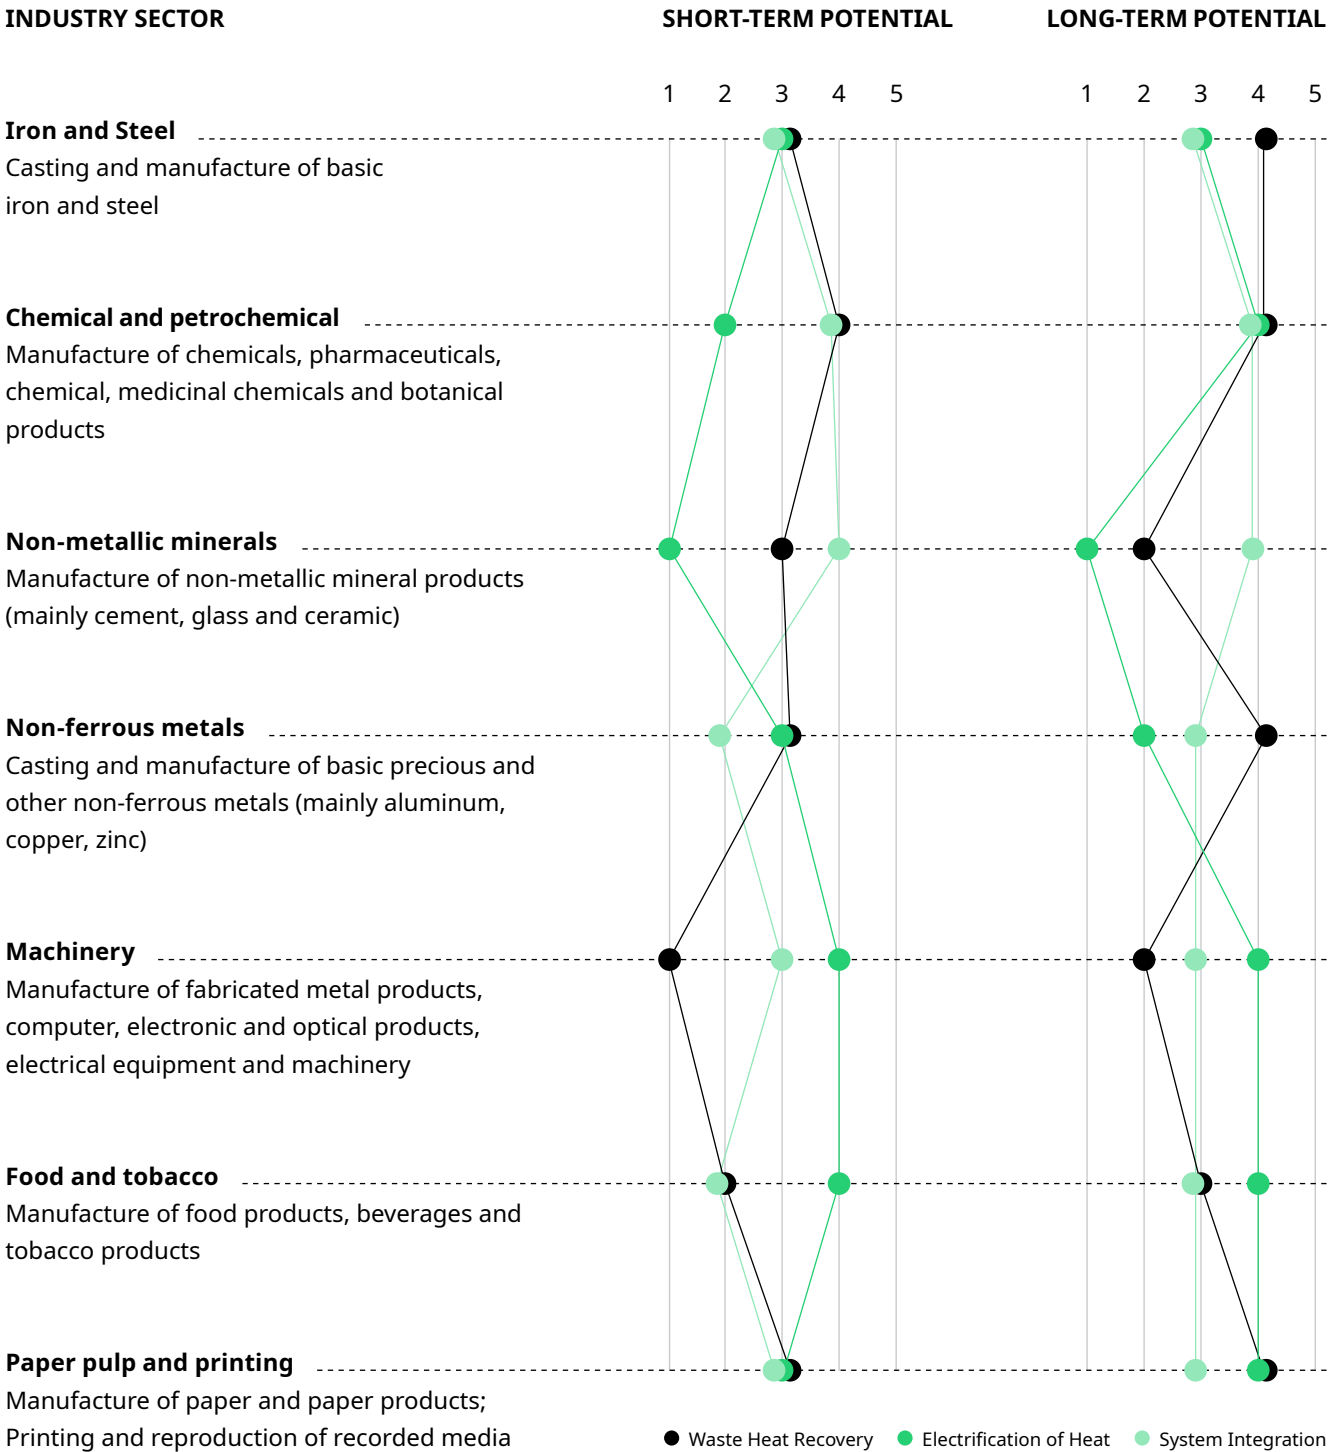 INDUSTRY SECTOR SHORT-TERM POTENTIAL LONG-TERM POTENTIAL
1 2 3 4 5 1 2 3 4 5
Iron and Steel
Casting and manufacture of basic
iron and steel
Chemical and petrochemical
Manufacture of chemicals, pharmaceuticals,
chemical, medicinal chemicals and botanical
products
Non-metallic minerals
Manufacture of non-metallic mineral products
(mainly cement, glass and ceramic)
Non-ferrous metals
Casting and manufacture of basic precious and
other non-ferrous metals (mainly aluminum,
copper, zinc)
Machinery
Manufacture of fabricated metal products,
computer, electronic and optical products,
electrical equipment and machinery
Food and tobacco
Manufacture of food products, beverages and
tobacco products
Paper pulp and printing
Manufacture of paper and paper products;
Printing and reproduction of recorded media
Waste Heat Recovery Electrification of Heat System Integration